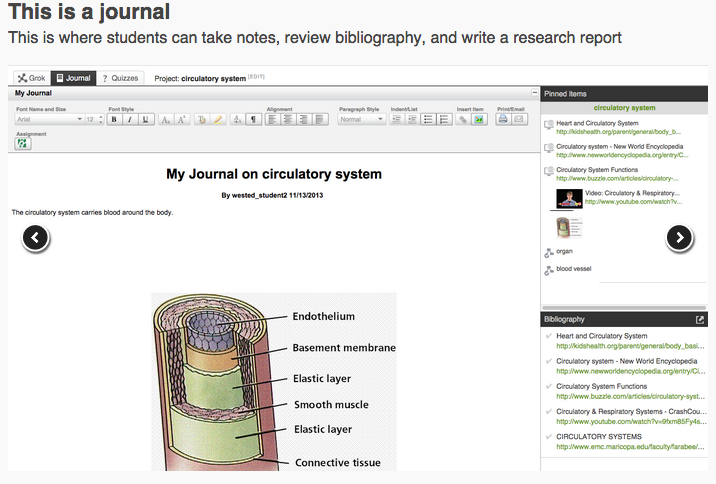 This is a journal
This is where students can take notes, review bibliography, and write a research report
Grok Journal ? Quizzes Project: circulatory system (EDIT)
My Journal
Font Name and Size Font Style Alignment Paragraph Style Indent/List Insert Item Print/Email
Arial 12 B I U Normal
Assignment
My Journal on circulatory system
By wested_student2 11/13/2013
The circulatory system carries blood around the body.
Endothelium
Basement membrane
Elastic layer
Smooth muscle
Elastic layer
Connective tissue
Pinned items
circulatory system
Heart and Circulatory System
http://kidshealth.org/parent/general/body_b...
Circulatory system - New World Encyclopedia
http://www.newworldencyclopedia.org/entry/C...
Circulatory System Functions
http://www.buzzle.com/articles/circulatory-...
Video: Circulatory & Respiratory...
http://www.youtube.com/watch?v...
organ
blood vessel
Bibliography
Heart and Circulatory System
http://kidshealth.org/parent/general/body_basi...
Circulatory system - New World Encyclopedia
http://www.newworldencyclopedia.org/entry/Ci...
Circulatory System Functions
http://www.buzzle.com/articles/circulatory-syst...
Circulatory & Respiratory Systems - CrashCou...
http://www.youtube.com/watch?v=9fxm85Fy4s...
CIRCULATORY SYSTEMS
http://www.emc.maricopa.edu/faculty/farabee/...